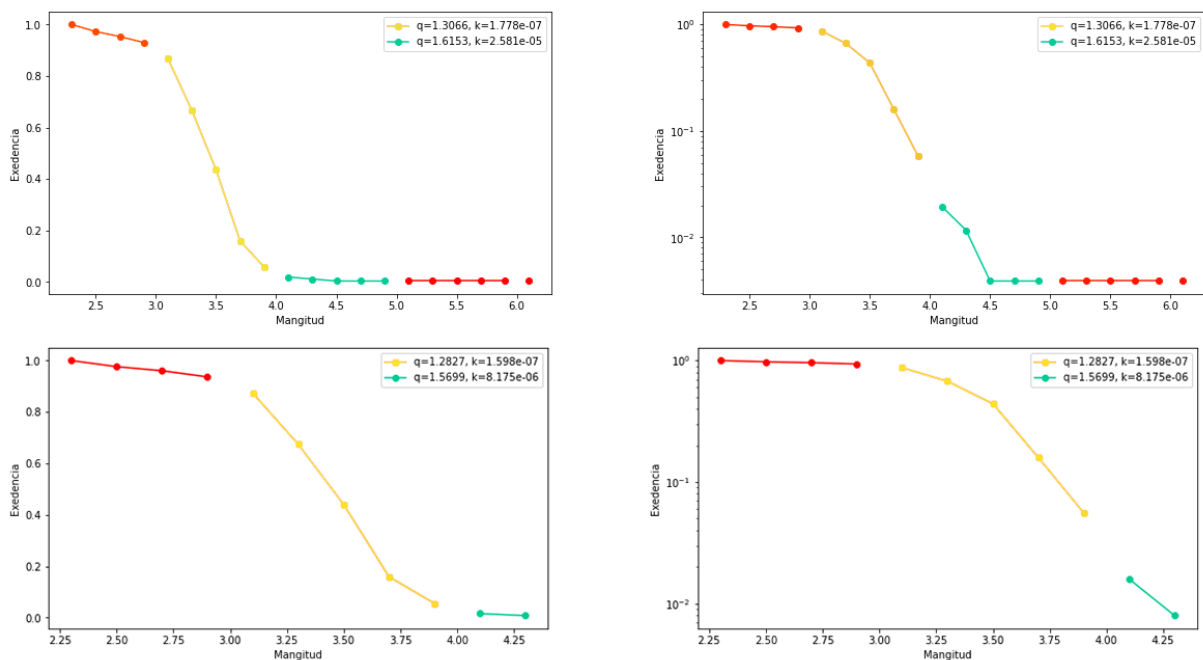 1.0
0.8
0.6
0.4
0.2
0.0
Exedencia
2.5 3.0 3.5 4.0 4.5 5.0 5.5 6.0
Mangitud
q=1.3066, k=1.778e-07
q=1.6153, k=2.581e-05
10⁰
10⁻¹
10⁻²
Exedencia
2.5 3.0 3.5 4.0 4.5 5.0 5.5 6.0
Mangitud
q=1.3066, k=1.778e-07
q=1.6153, k=2.581e-05
1.0
0.8
0.6
0.4
0.2
0.0
Exedencia
2.25 2.50 2.75 3.00 3.25 3.50 3.75 4.00 4.25
Mangitud
q=1.2827, k=1.598e-07
q=1.5699, k=8.175e-06
10⁰
10⁻¹
10⁻²
Exedencia
2.25 2.50 2.75 3.00 3.25 3.50 3.75 4.00 4.25
Mangitud
q=1.2827, k=1.598e-07
q=1.5699, k=8.175e-06